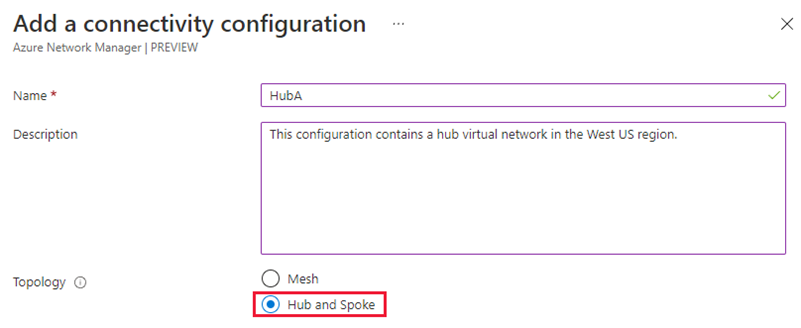 Add a connectivity configuration ...
Azure Network Manager | PREVIEW
Name * HubA
Description This configuration contains a hub virtual network in the West US region.
Topology Mesh
Hub and Spoke